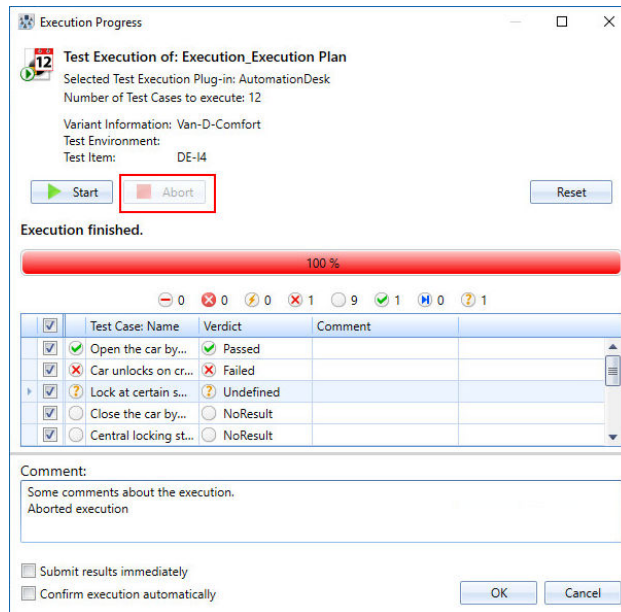 Execution Progress
12
Test Execution of: Execution_Execution Plan
Selected Test Execution Plug-in: AutomationDesk
Number of Test Cases to execute: 12
Variant Information: Van-D-Comfort
Test Environment:
Test Item: DE-I4
Start Abort Reset
Execution finished.
100 %
0 0 0 1 9 1 0 1
Test Case: Name Verdict Comment
Open the car by... Passed
Car unlocks on cr... Failed
Lock at certain s... Undefined
Close the car by... NoResult
Central locking st... NoResult
Comment:
Some comments about the execution.
Aborted execution
Submit results immediately
Confirm execution automatically
OK Cancel